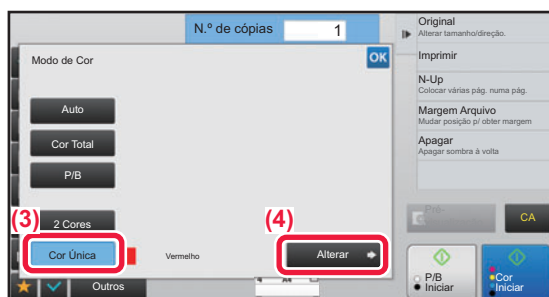 N.º de cópias
1
Original
Alterar tamanho/direção.
Modo de Cor
OK
Imprimir
N-Up
Colocar várias pág. numa pág.
Auto
Margem Arquivo
Mudar posição p/ obter margem
Cor Total
Apagar
Apagar sombra à volta
P/B
(3)
(4)
2 Cores
CA
Cor Única
Vermelho
Alterar
P/B
Iniciar
Cor
Iniciar
Outros
A4